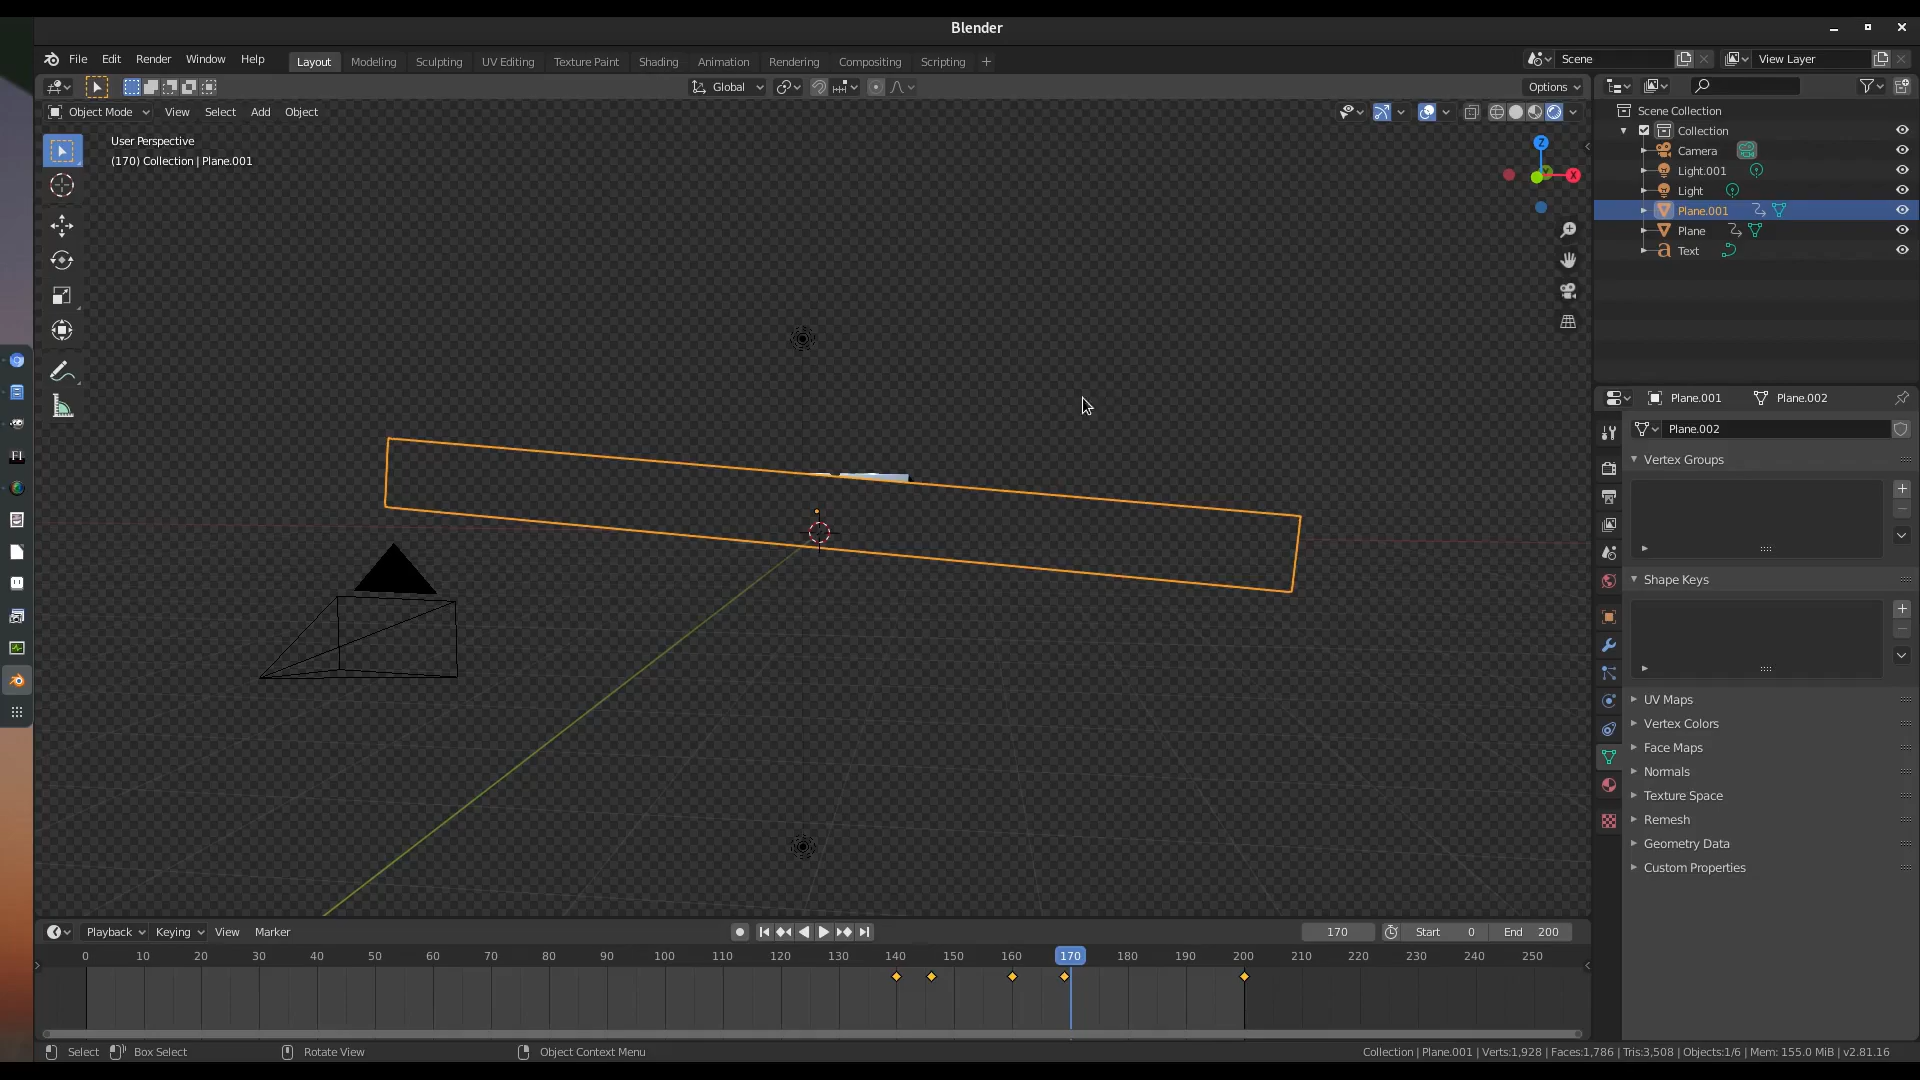 Blender
File Edit Render Window Help
Layout Modeling Sculpting UV Editing Texture Paint Shading Animation Rendering Compositing Scripting +
Scene
View Layer
Global
Options
Object Mode View Select Add Object
User Perspective
(170) Collection | Plane.001
Z
X
Scene Collection
Collection
Camera
Light.001
Light
Plane.001
Plane
Text
Plane.001 Plane.002
Plane.002
Vertex Groups
Shape Keys
UV Maps
Vertex Colors
Face Maps
Normals
Texture Space
Remesh
Geometry Data
Custom Properties
Playback Keying View Marker
170 Start 0 End 200
0 10 20 30 40 50 60 70 80 90 100 110 120 130 140 150 160 170 180 190 200 210 220 230 240 250
Select Box Select Rotate View Object Context Menu
Collection | Plane.001 | Verts:1,928 | Faces:1,786 | Tris:3,508 | Objects:1/6 | Mem: 155.0 MiB | v2.81.16